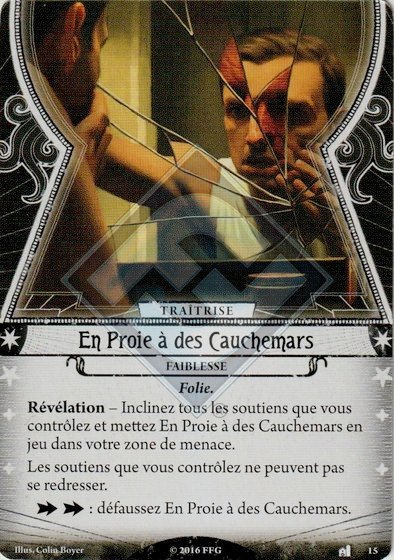 TRAÎTRISE
En Proie à des Cauchemars
FAIBLESSE
Folie.
Révélation – Inclinez tous les soutiens que vous
contrôlez et mettez En Proie à des Cauchemars en
jeu dans votre zone de menace.
Les soutiens que vous contrôlez ne peuvent pas
se redresser.
: défaussez En Proie à des Cauchemars.
Illus. Colin Boyer © 2016 FFG 15